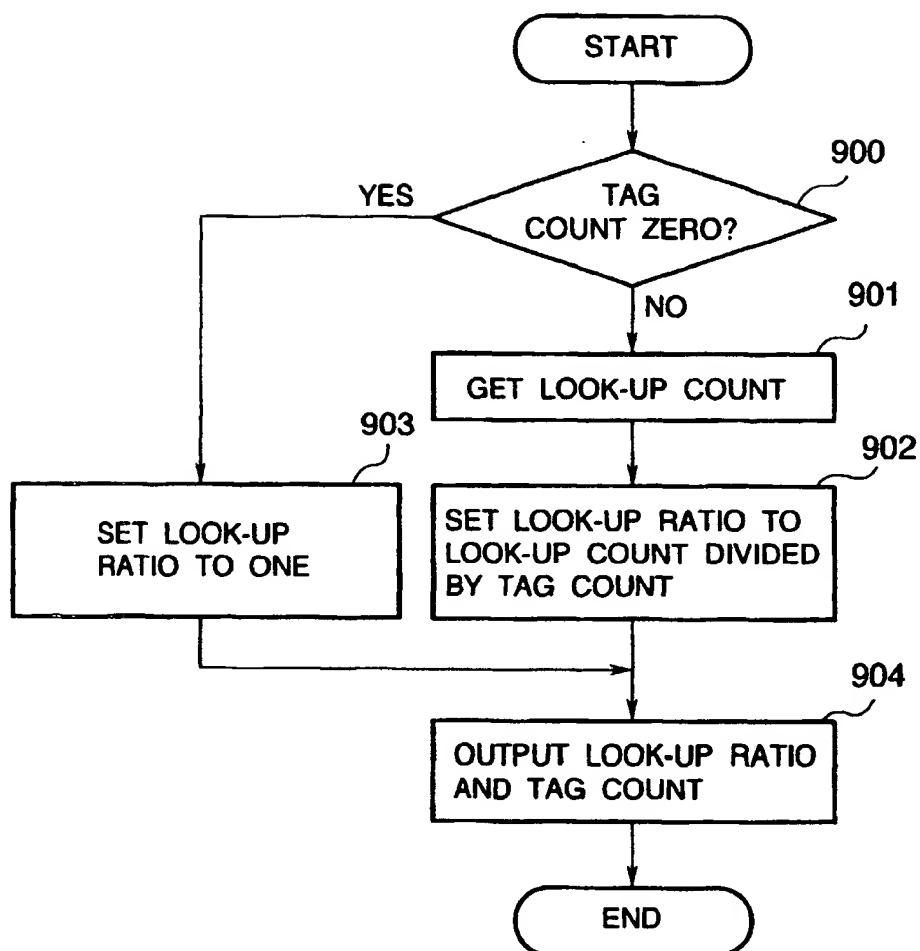 START
900
YES
TAG
COUNT ZERO?
NO
901
GET LOOK-UP COUNT
903
902
SET LOOK-UP
RATIO TO ONE
SET LOOK-UP RATIO TO
LOOK-UP COUNT DIVIDED
BY TAG COUNT
904
OUTPUT LOOK-UP RATIO
AND TAG COUNT
END